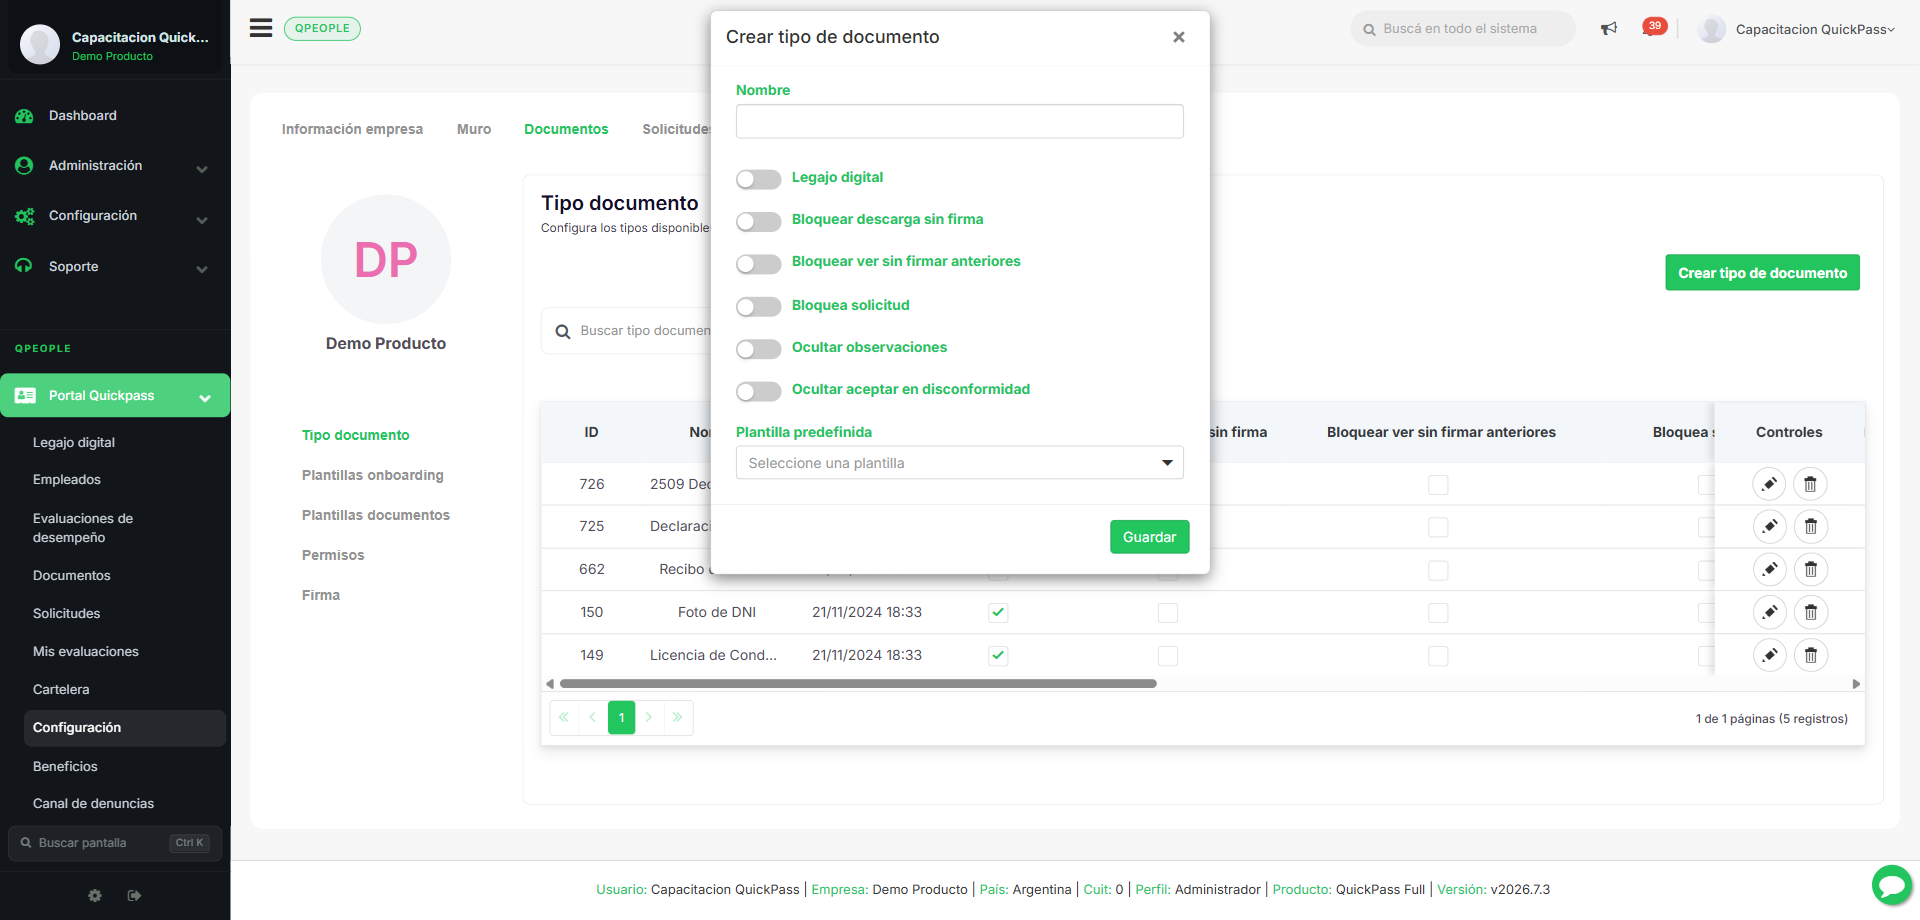 Capacitacion Quick...
Demo Producto
Dashboard
Administración
Configuración
Soporte
QPEOPLE
Portal Quickpass
Legajo digital
Empleados
Evaluaciones de
desempeño
Documentos
Solicitudes
Mis evaluaciones
Cartelera
Configuración
Beneficios
Canal de denuncias
Buscar pantalla
Ctrl K
QPEOPLE
Buscá en todo el sistema
39
Capacitacion QuickPass
Información empresa
Muro
Documentos
Solicitudes
DP
Demo Producto
Tipo documento
Plantillas onboarding
Plantillas documentos
Permisos
Firma
Tipo documento
Configura los tipos disponible
Crear tipo de documento
Buscar tipo documen
ID
No
sin firma
Bloquear ver sin firmar anteriores
Bloquea s
Controles
726
2509 Dec
725
Declaraci
662
Recibo
150
Foto de DNI
21/11/2024 18:33
149
Licencia de Cond...
21/11/2024 18:33
1
1 de 1 páginas (5 registros)
Crear tipo de documento
Nombre
Legajo digital
Bloquear descarga sin firma
Bloquear ver sin firmar anteriores
Bloquea solicitud
Ocultar observaciones
Ocultar aceptar en disconformidad
Plantilla predefinida
Seleccione una plantilla
Guardar
Usuario: Capacitacion QuickPass | Empresa: Demo Producto | País: Argentina | Cuit: 0 | Perfil: Administrador | Producto: QuickPass Full | Versión: v2026.7.3